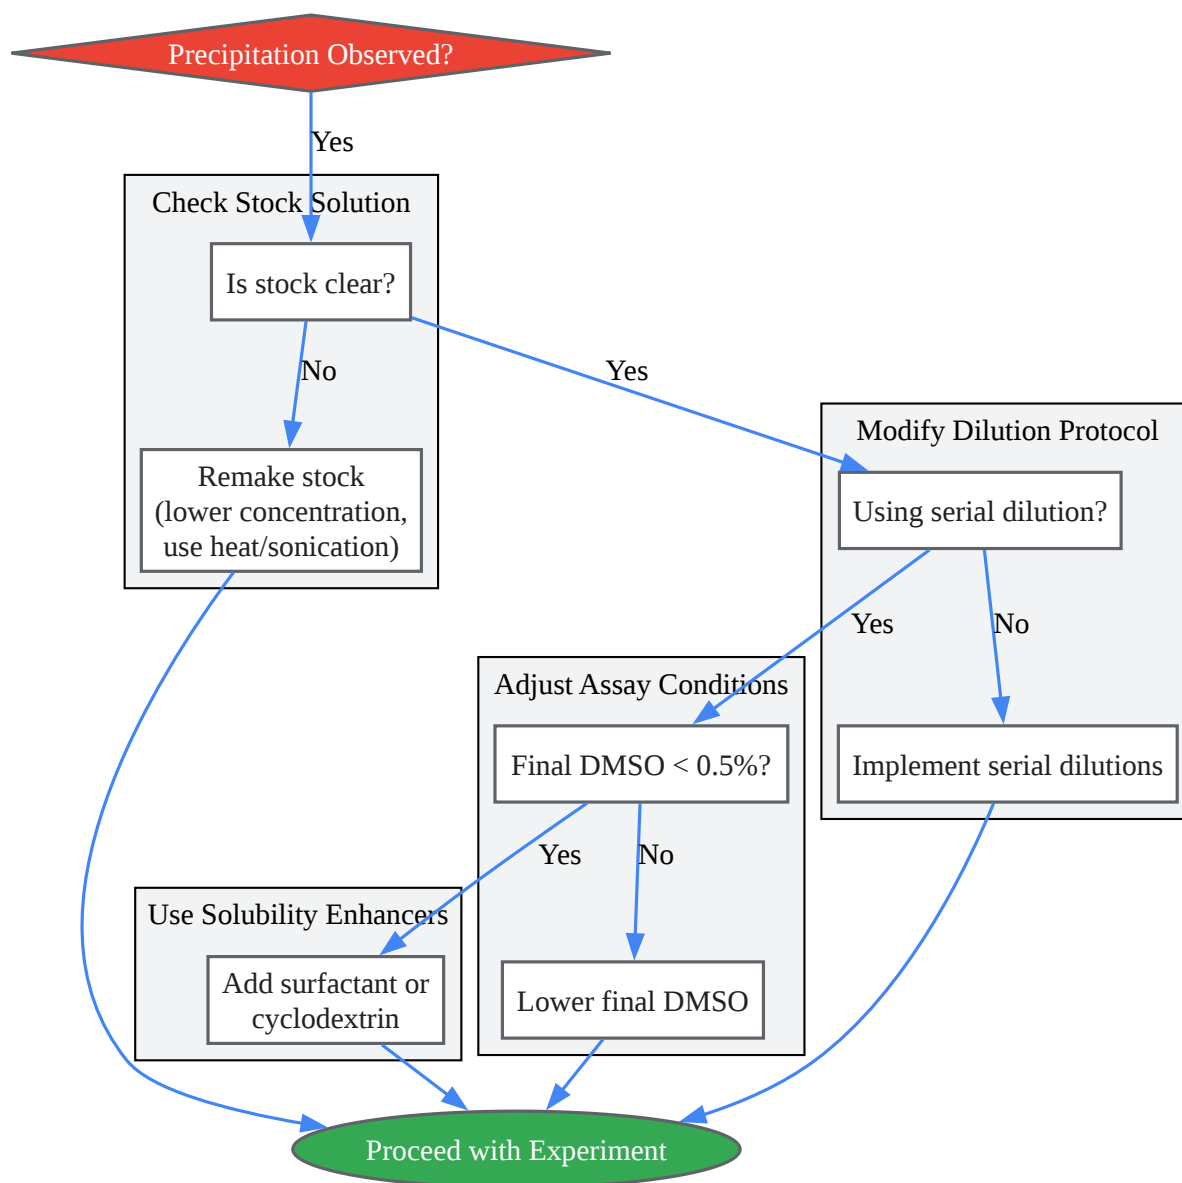 Precipitation Observed?
Yes
Check Stock Solution
Is stock clear?
No
Yes
Remake stock
(lower concentration,
use heat/sonication)
Modify Dilution Protocol
Using serial dilution?
Yes
No
Adjust Assay Conditions
Final DMSO < 0.5%?
Implement serial dilutions
Yes
No
Use Solubility Enhancers
Add surfactant or
cyclodextrin
Lower final DMSO
Proceed with Experiment